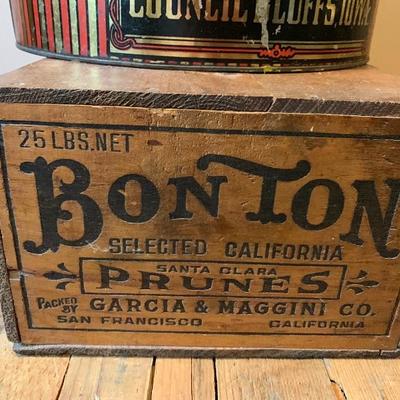 COUNCIL BLUFFS, IOWA
25 LBS. NET
BON TON
SELECTED CALIFORNIA
SANTA CLARA
PRUNES
PACKED BY GARCIA & MAGGINI CO.
SAN FRANCISCO CALIFORNIA